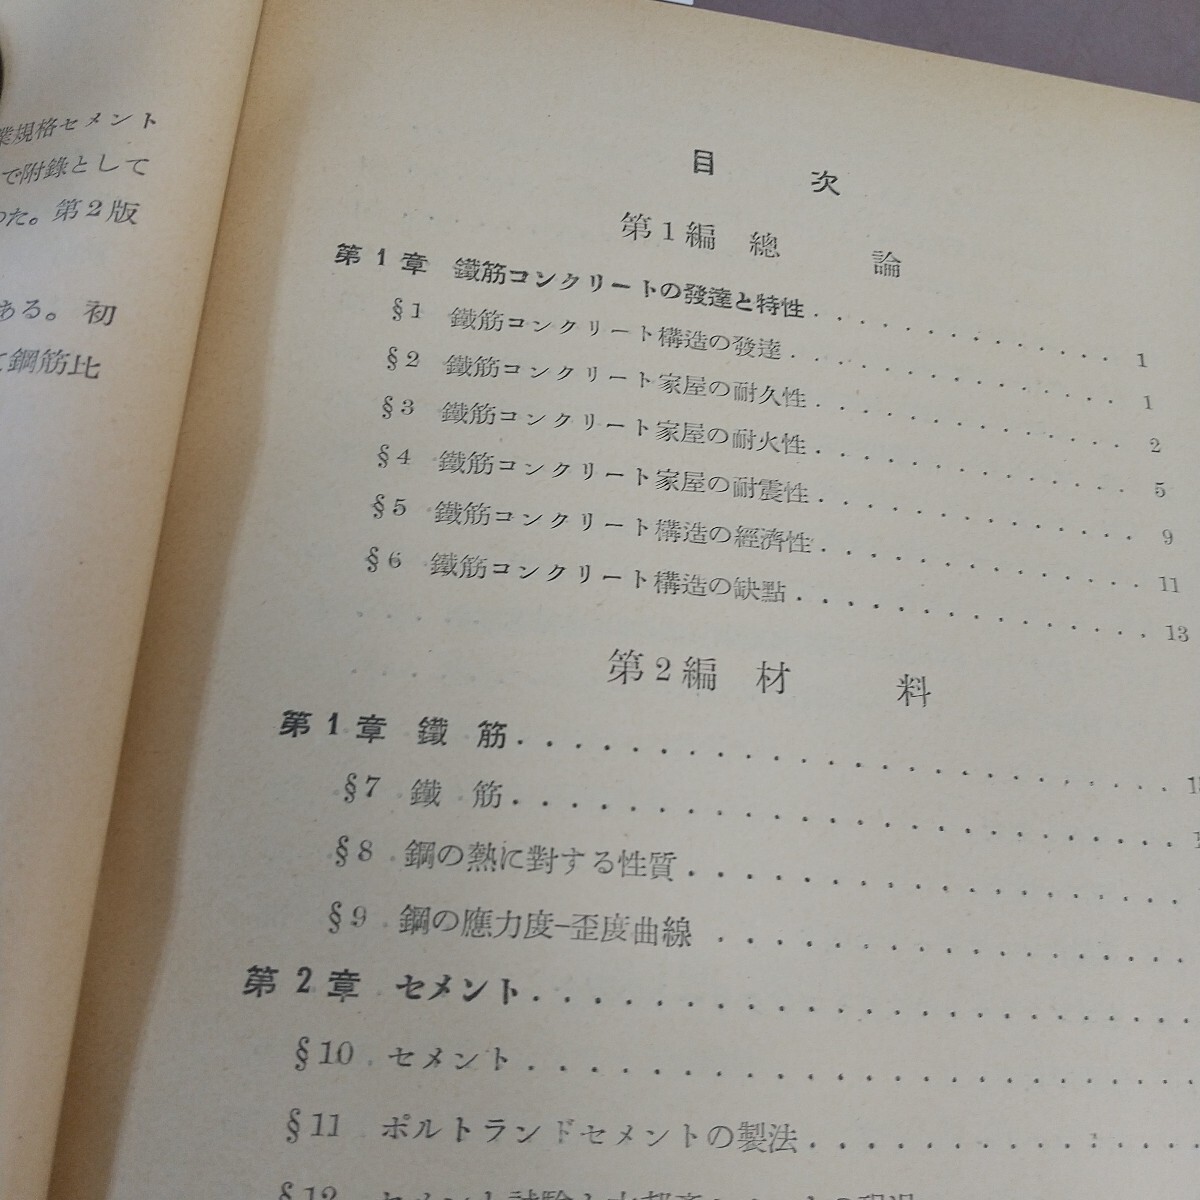 業規格セメント
で附錄として
った。第2版
ある。初
鋼筋比
目 次
第1編 總 論
第1章 鐵筋コンクリートの發達と特性 1
§1 鐵筋コンクリート構造の發達 1
§2 鐵筋コンクリート家屋の耐久性 2
§3 鐵筋コンクリート家屋の耐火性 5
§4 鐵筋コンクリート家屋の耐震性 9
§5 鐵筋コンクリート構造の經濟性 11
§6 鐵筋コンクリート構造の缺點 13
第2編 材 料
第1章 鐵 筋
§7 鐵 筋
§8 鋼の熱に對する性質
§9 鋼の應力度-歪度曲線
第2章 セメント
§10 セメント
§11 ポルトランドセメントの製法
§12